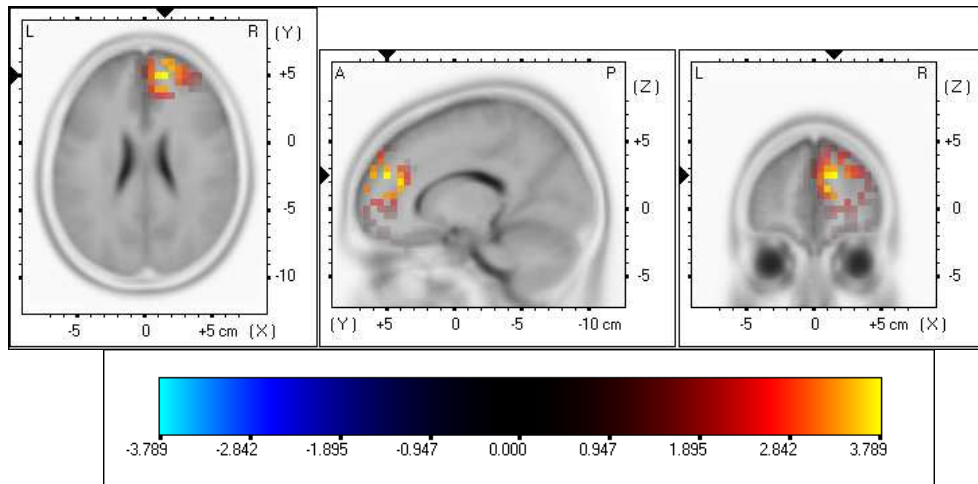 L R (Y)
+5
0
-5
-10
-5 0 +5 cm (X)
A P (Z)
+5
0
-5
(Y) +5 0 -5 -10 cm
L R (Z)
+5
0
-5
-5 0 +5 cm (X)
-3.789 -2.842 -1.895 -0.947 0.000 0.947 1.895 2.842 3.789